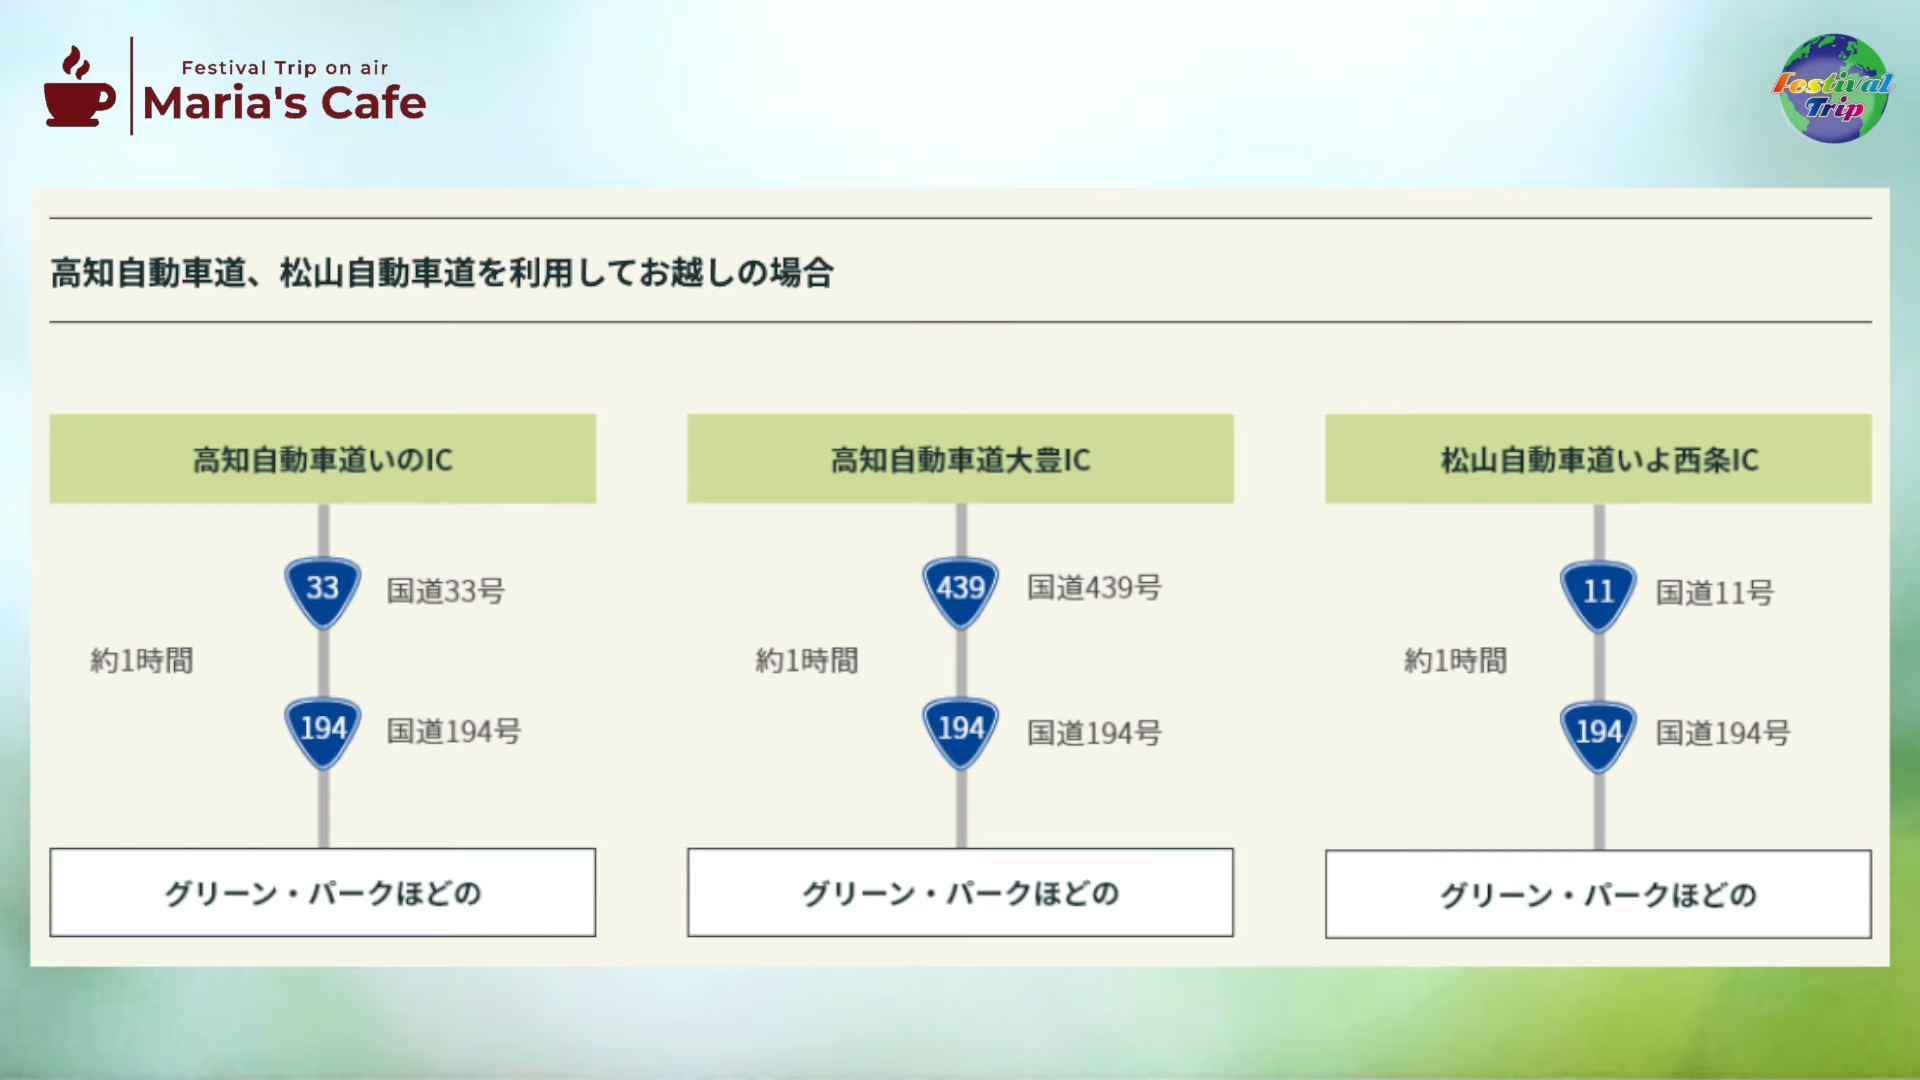 Festival Trip on air
Maria's Cafe
Festival
Trip
高知自動車道、松山自動車道を利用してお越しの場合
高知自動車道いのIC
33
国道33号
約1時間
194
国道194号
グリーン・パークほどの
高知自動車道大豊IC
439
国道439号
約1時間
194
国道194号
グリーン・パークほどの
松山自動車道いよ西条IC
11
国道11号
約1時間
194
国道194号
グリーン・パークほどの